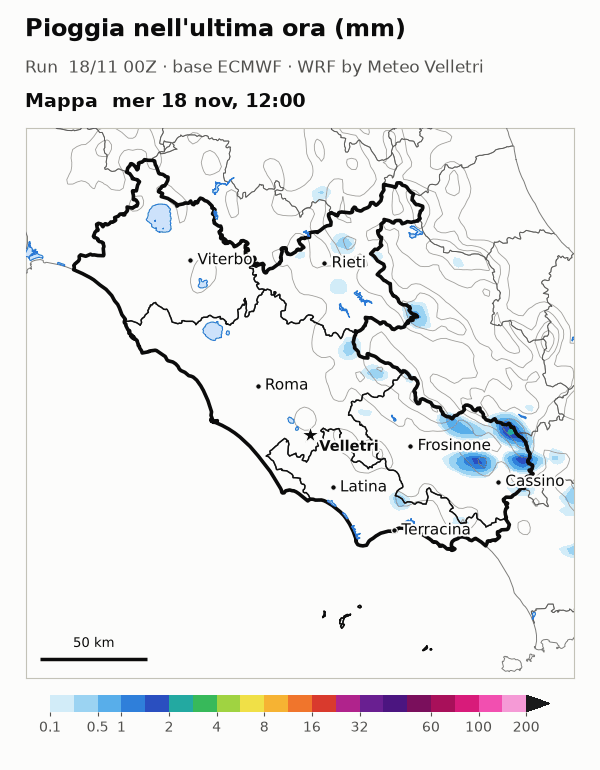 Pioggia nell'ultima ora (mm)
Run  18/11 00Z · base ECMWF · WRF by Meteo Velletri
Mappa  mer 18 nov, 12:00
Viterbo
Rieti
Roma
Velletri
Frosinone
Latina
Cassino
Terracina
50 km
0.1 0.5 1 2 4 8 16 32 60 100 200